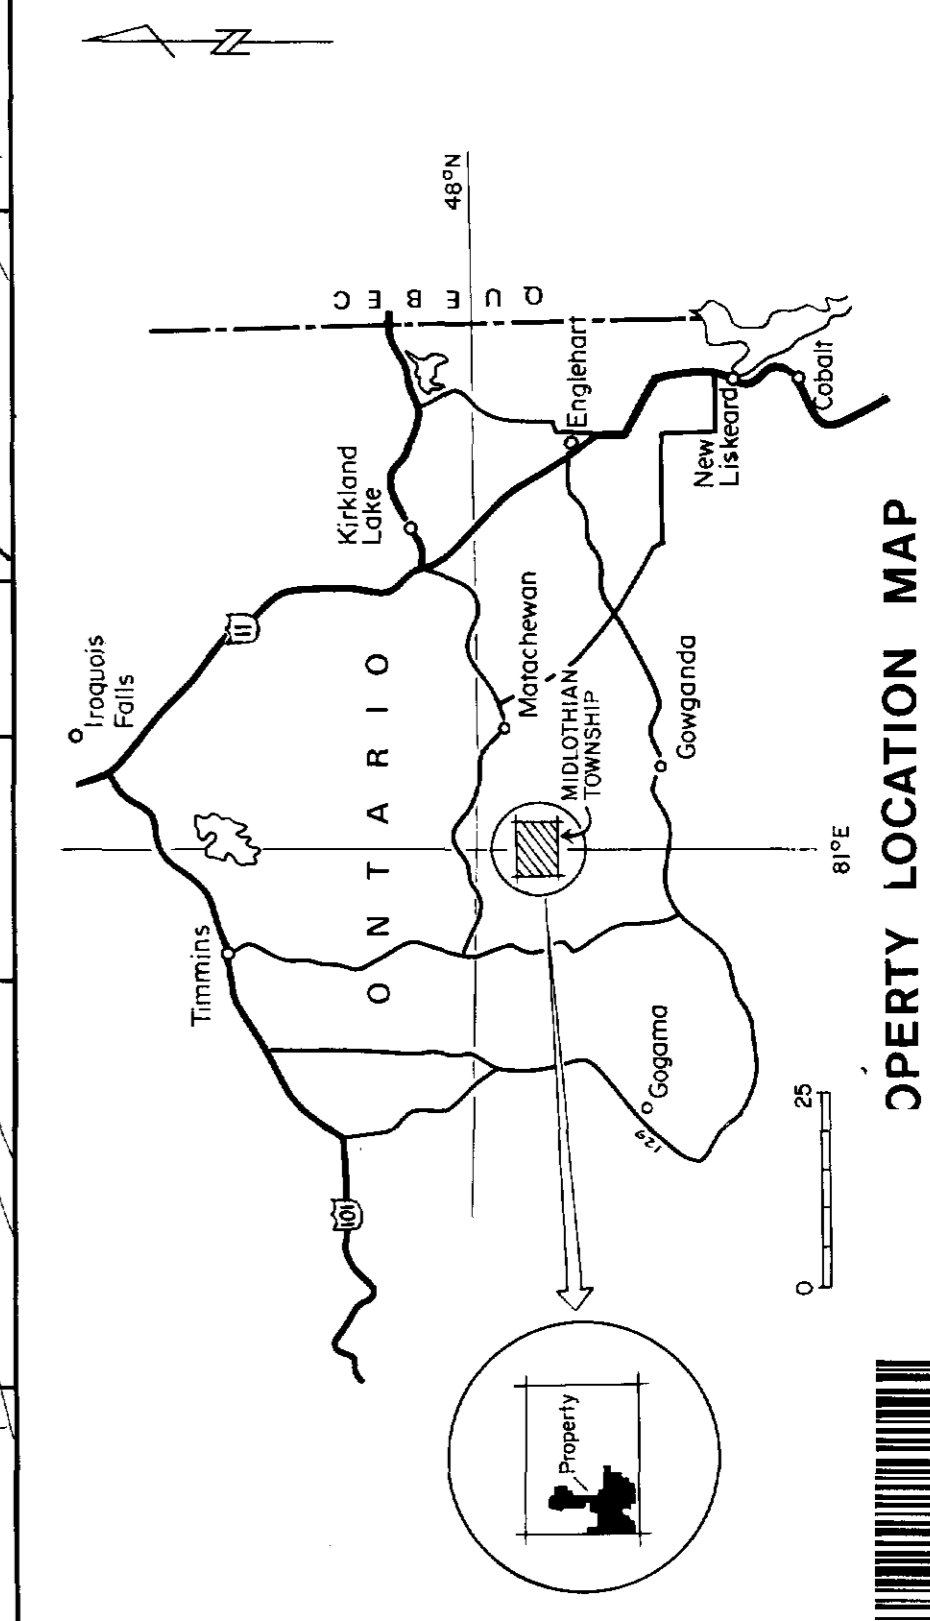 N
Iroquois
Falls
11
Timmins
Kirkland
Lake
48°N
QUEBEC
ONTARIO
101
Matachewan
Englehart
MIDLOTHIAN
TOWNSHIP
New
Liskeard
Cobalt
Gowganda
Gogama
129
Property
81°E
0 25
OPERTY LOCATION MAP